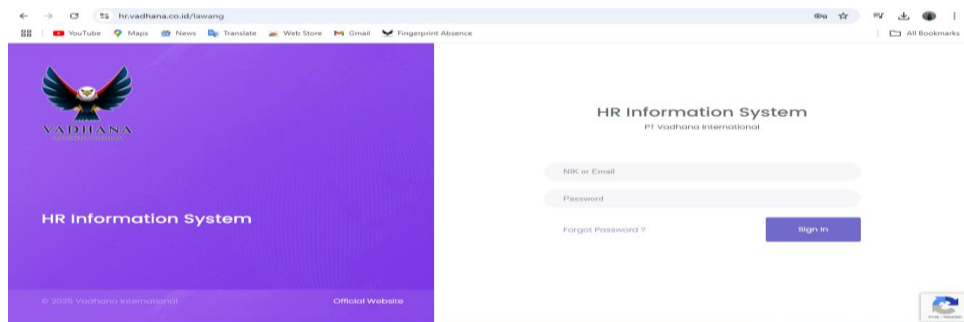 hr.vadhana.co.id/lawang
YouTube Maps News Translate Web Store Gmail Fingerprint Absence All Bookmarks
VADHANA
HR Information System
© 2025 Vadhana International
Official Website
HR Information System
PT Vadhana International
NIK or Email
Password
Forgot Password ?
Sign In